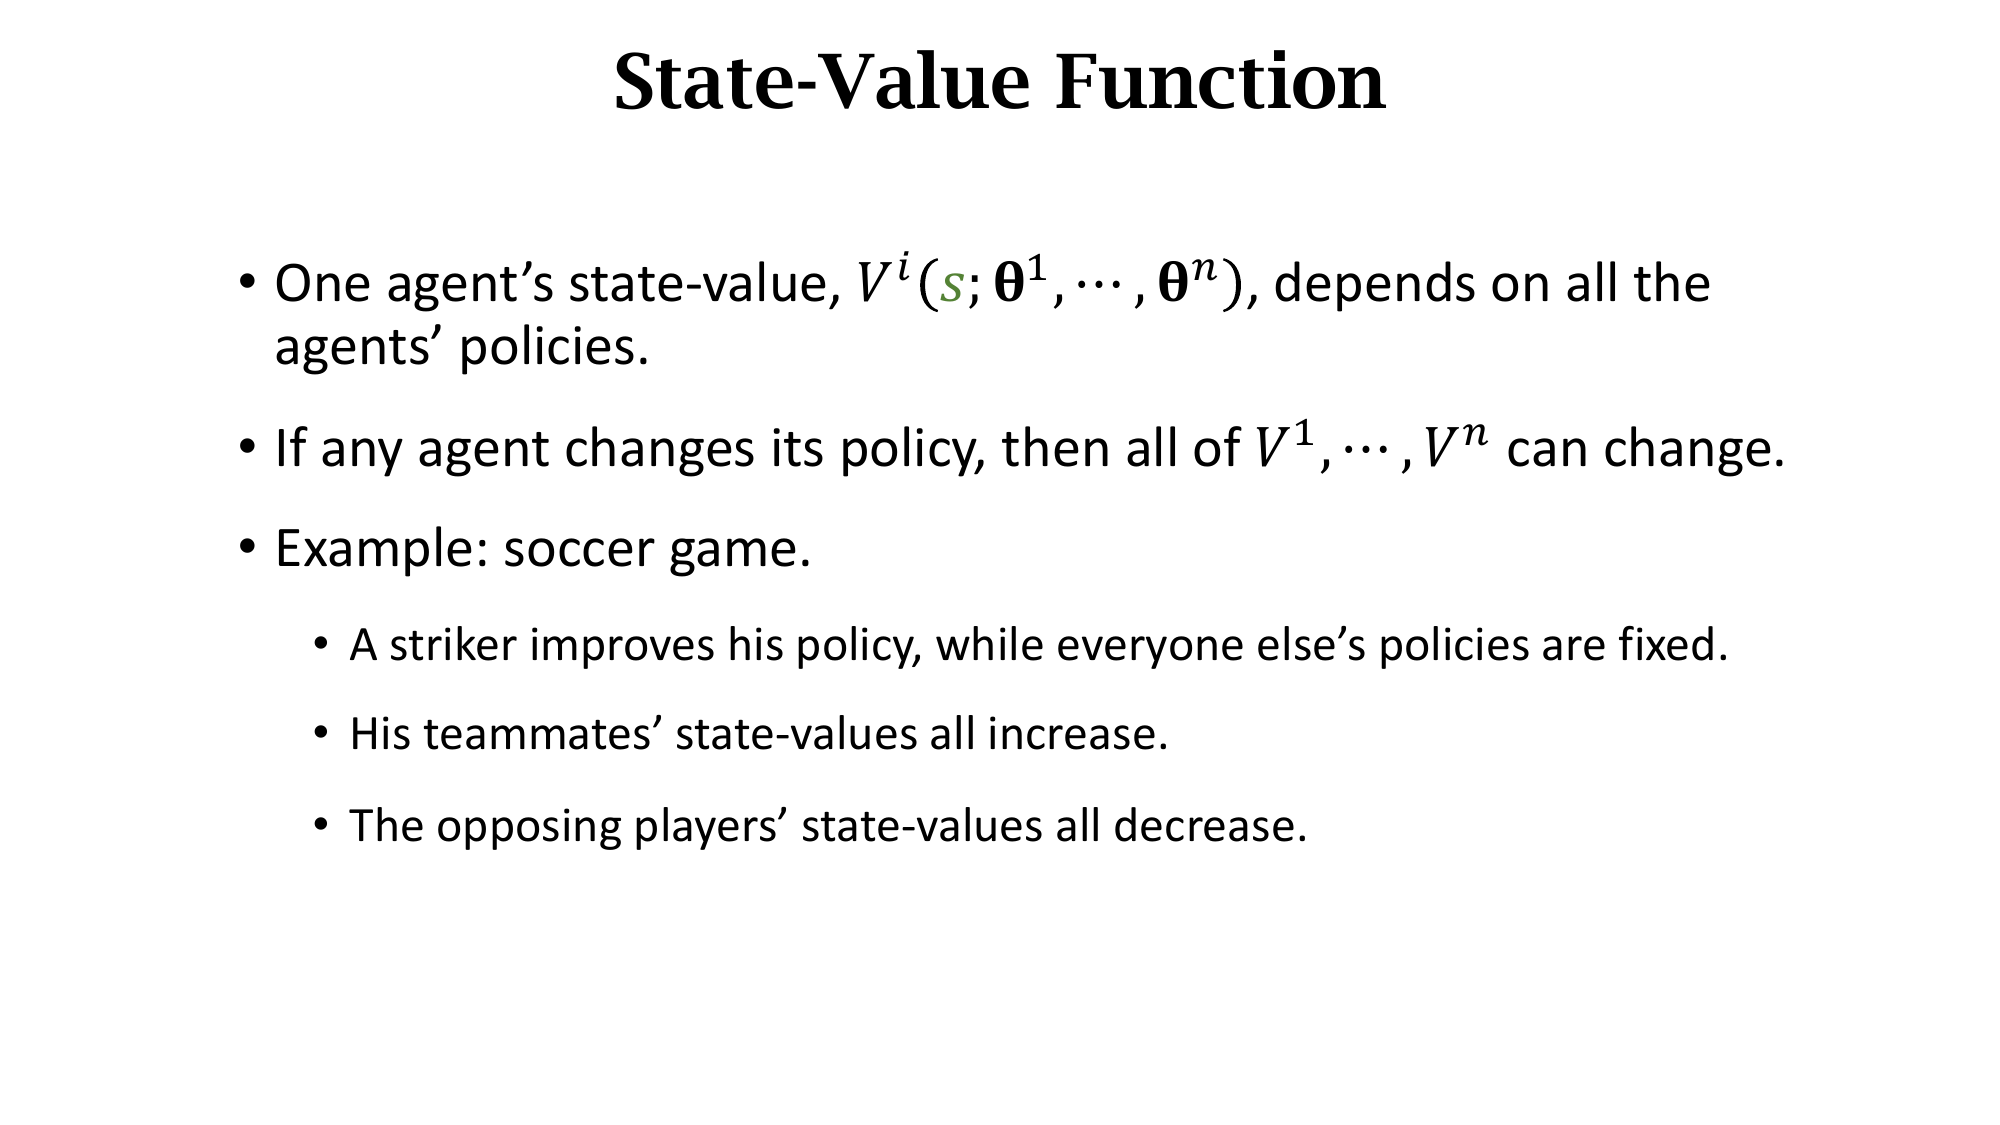 State-Value Function
• One agent’s state-value, $V^i(s; \boldsymbol{\theta}^1, \cdots, \boldsymbol{\theta}^n)$, depends on all the
agents’ policies.
• If any agent changes its policy, then all of $V^1, \cdots, V^n$ can change.
• Example: soccer game.
• A striker improves his policy, while everyone else’s policies are fixed.
• His teammates’ state-values all increase.
• The opposing players’ state-values all decrease.